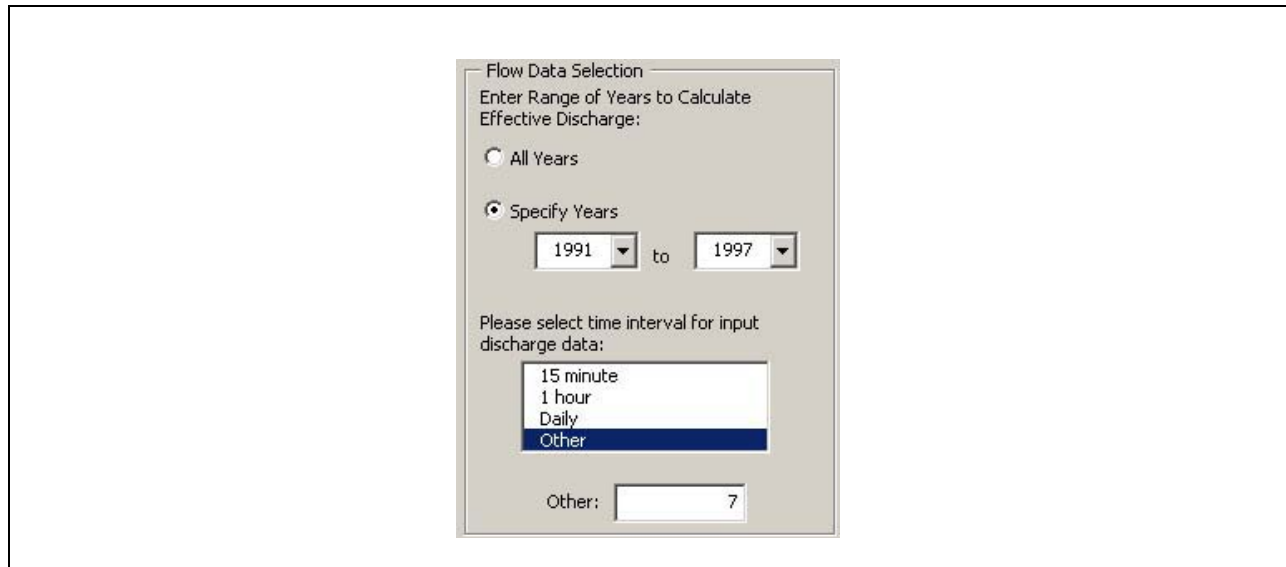 Flow Data Selection
Enter Range of Years to Calculate
Effective Discharge:
All Years
Specify Years
1991 to 1997
Please select time interval for input
discharge data:
15 minute
1 hour
Daily
Other
Other: 7